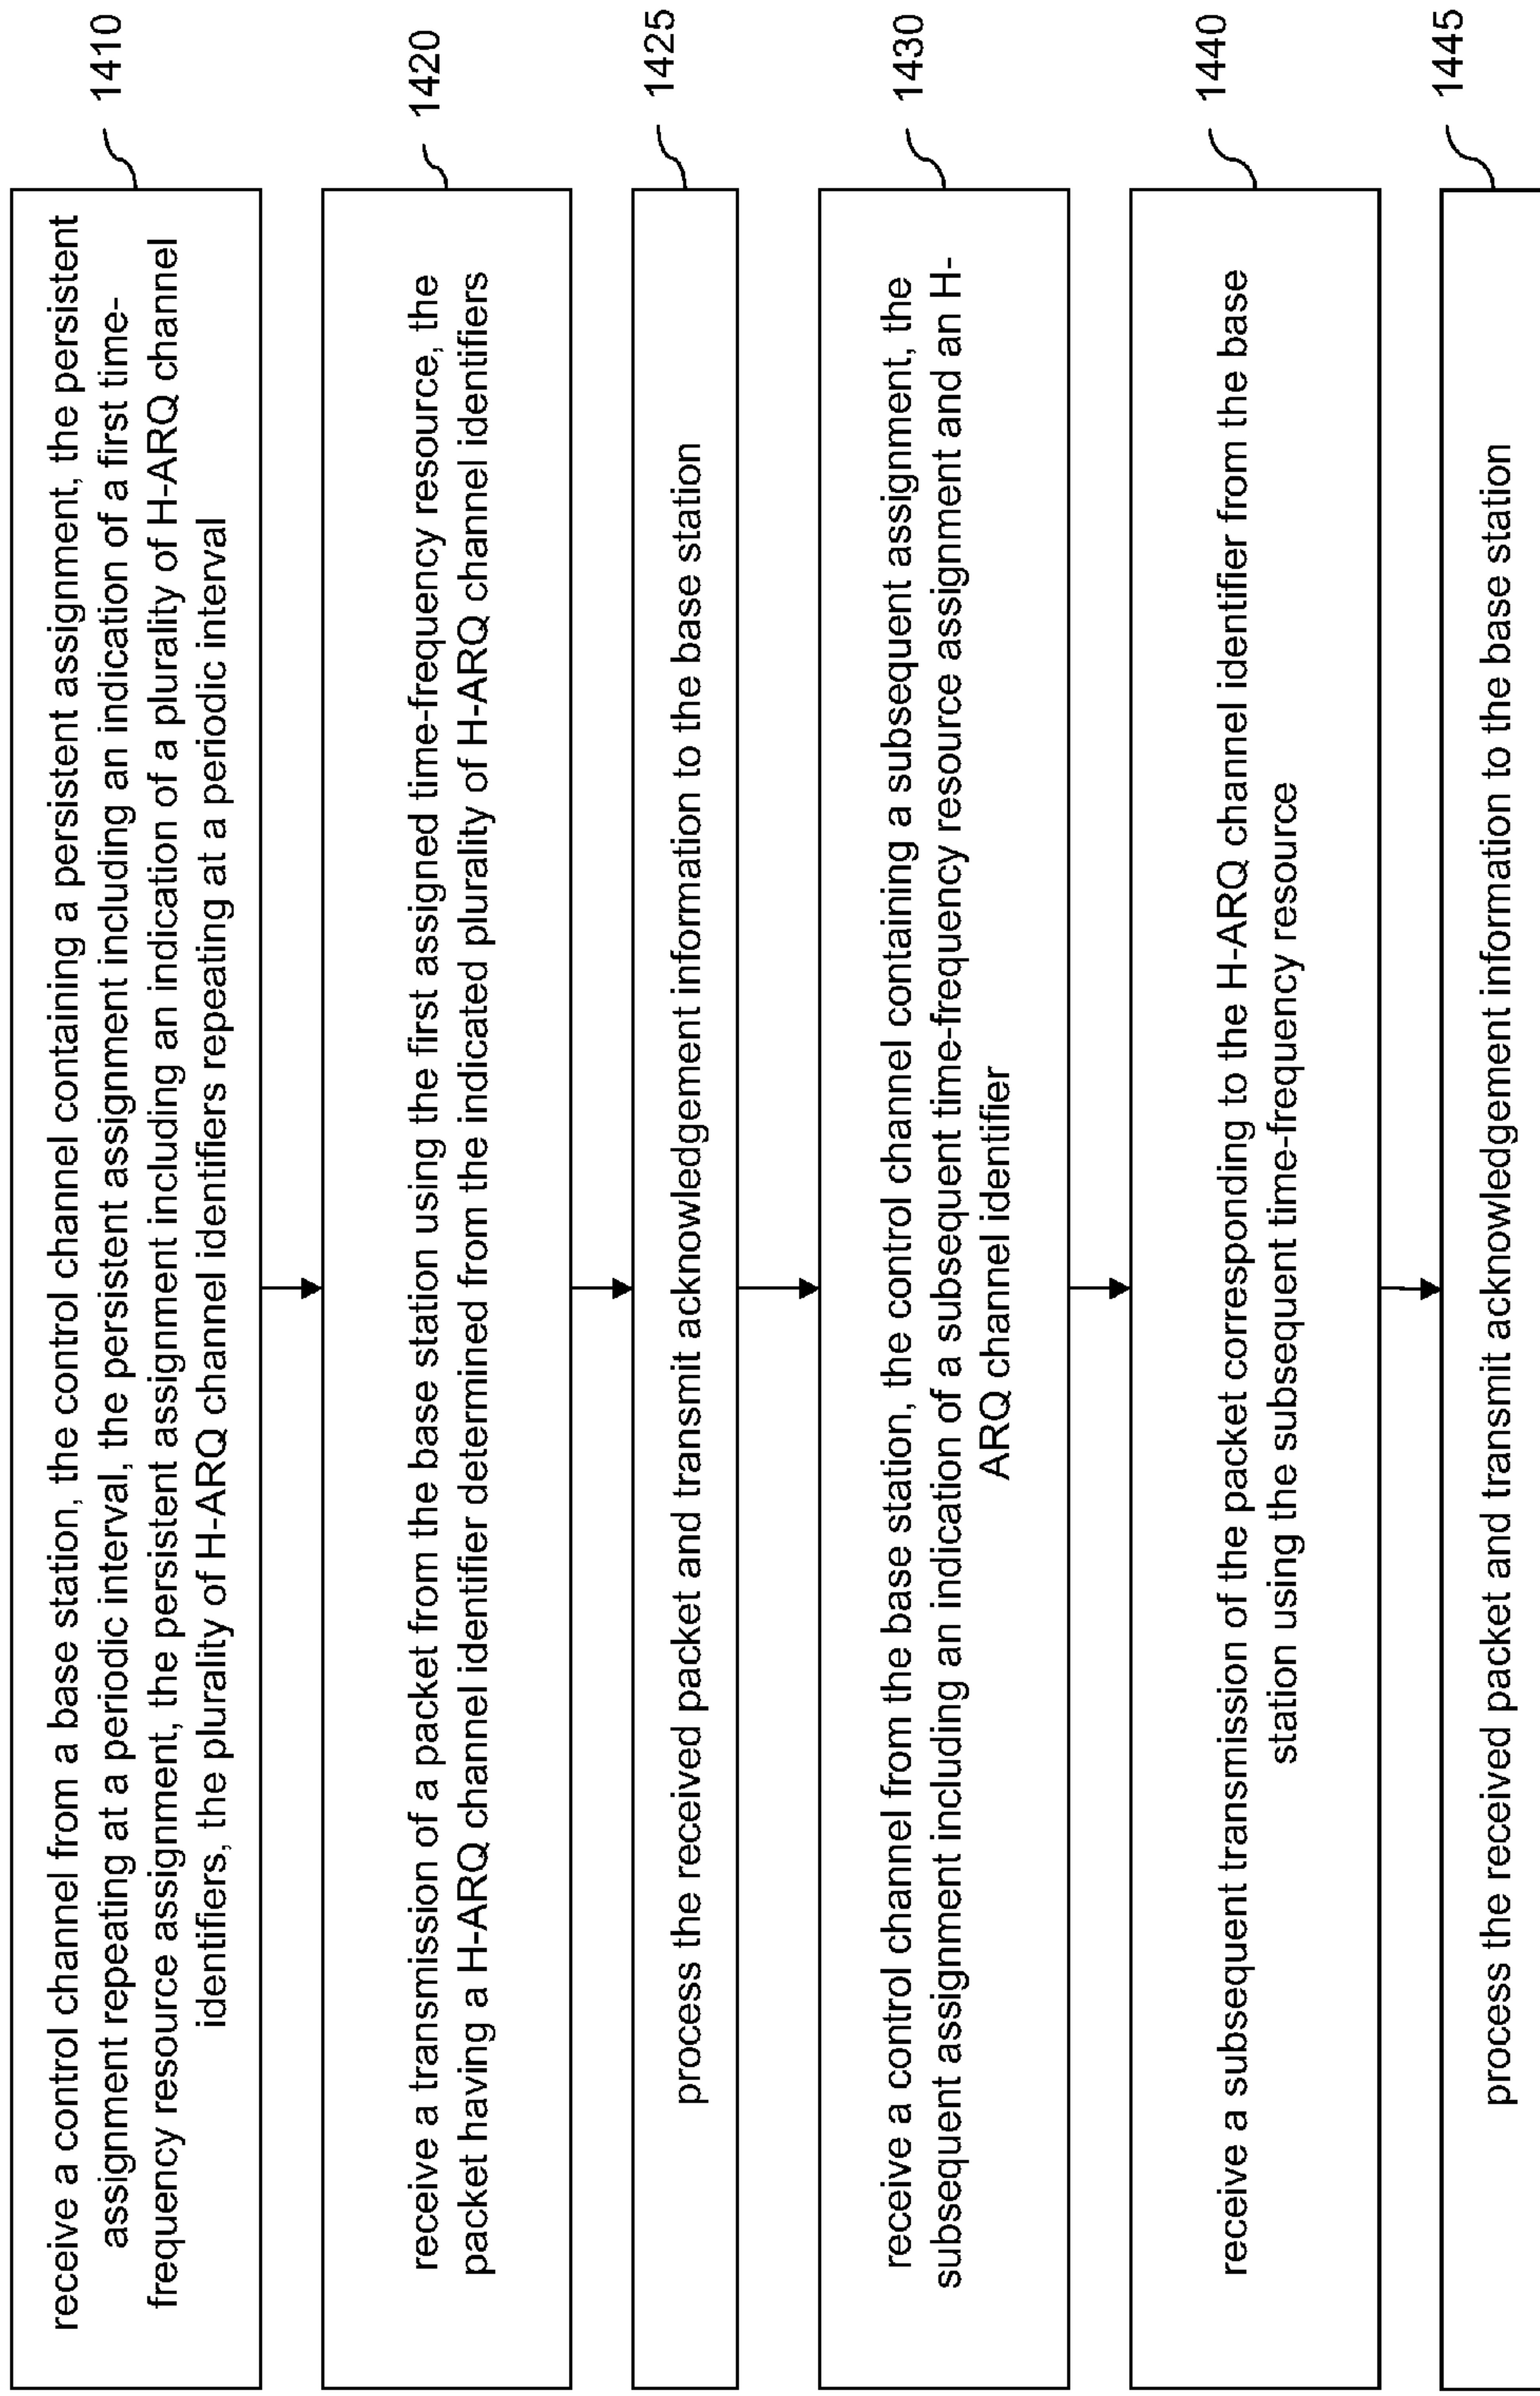 receive a control channel from a base station, the control channel containing a persistent assignment, the persistent
assignment repeating at a periodic interval, the persistent assignment including an indication of a first time-
frequency resource assignment, the persistent assignment including an indication of a plurality of H-ARQ channel
identifiers, the plurality of H-ARQ channel identifiers repeating at a periodic interval
1410
receive a transmission of a packet from the base station using the first assigned time-frequency resource, the
packet having a H-ARQ channel identifier determined from the indicated plurality of H-ARQ channel identifiers
1420
process the received packet and transmit acknowledgement information to the base station
1425
receive a control channel from the base station, the control channel containing a subsequent assignment, the
subsequent assignment including an indication of a subsequent time-frequency resource assignment and an H-
ARQ channel identifier
1430
receive a subsequent transmission of the packet corresponding to the H-ARQ channel identifier from the base
station using the subsequent time-frequency resource
1440
process the received packet and transmit acknowledgement information to the base station
1445